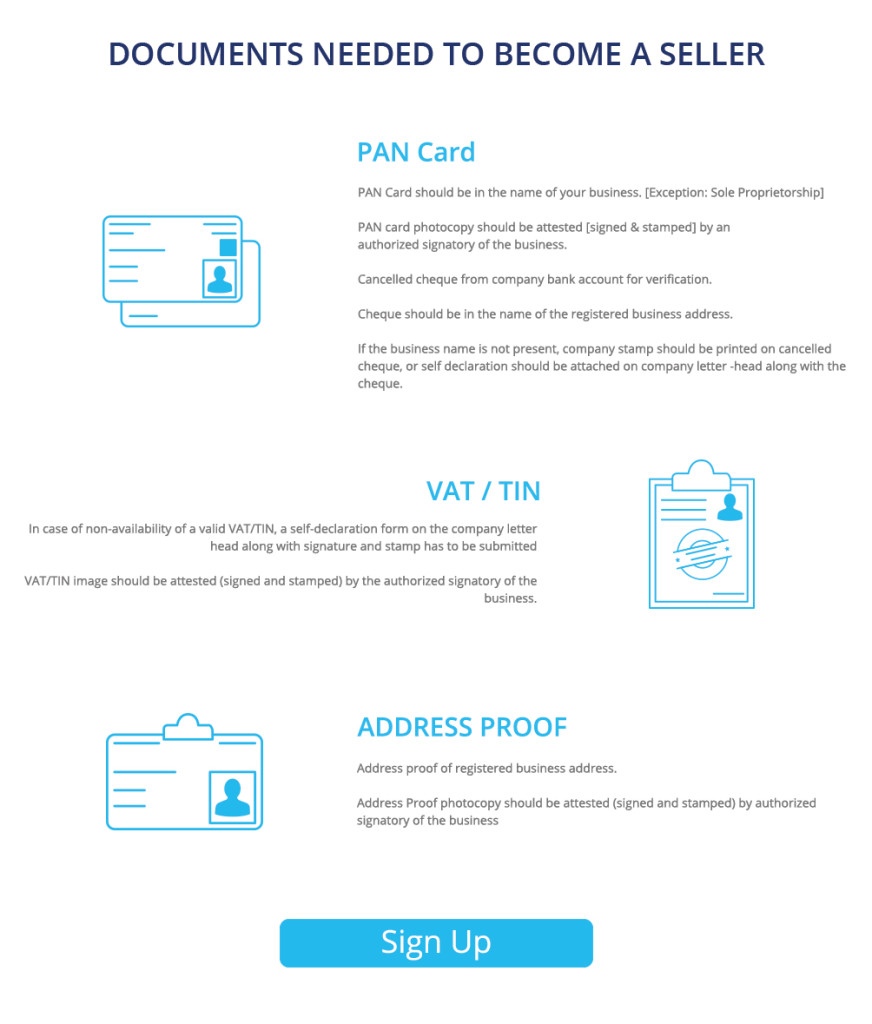 DOCUMENTS NEEDED TO BECOME A SELLER
PAN Card
PAN Card should be in the name of your business. [Exception: Sole Proprietorship]
PAN card photocopy should be attested [signed & stamped] by an
authorized signatory of the business.
Cancelled cheque from company bank account for verification.
Cheque should be in the name of the registered business address.
If the business name is not present, company stamp should be printed on cancelled
cheque, or self declaration should be attached on company letter -head along with the
cheque.
VAT / TIN
In case of non-availability of a valid VAT/TIN, a self-declaration form on the company letter
head along with signature and stamp has to be submitted
VAT/TIN image should be attested (signed and stamped) by the authorized signatory of the
business.
ADDRESS PROOF
Address proof of registered business address.
Address Proof photocopy should be attested (signed and stamped) by authorized
signatory of the business
Sign Up